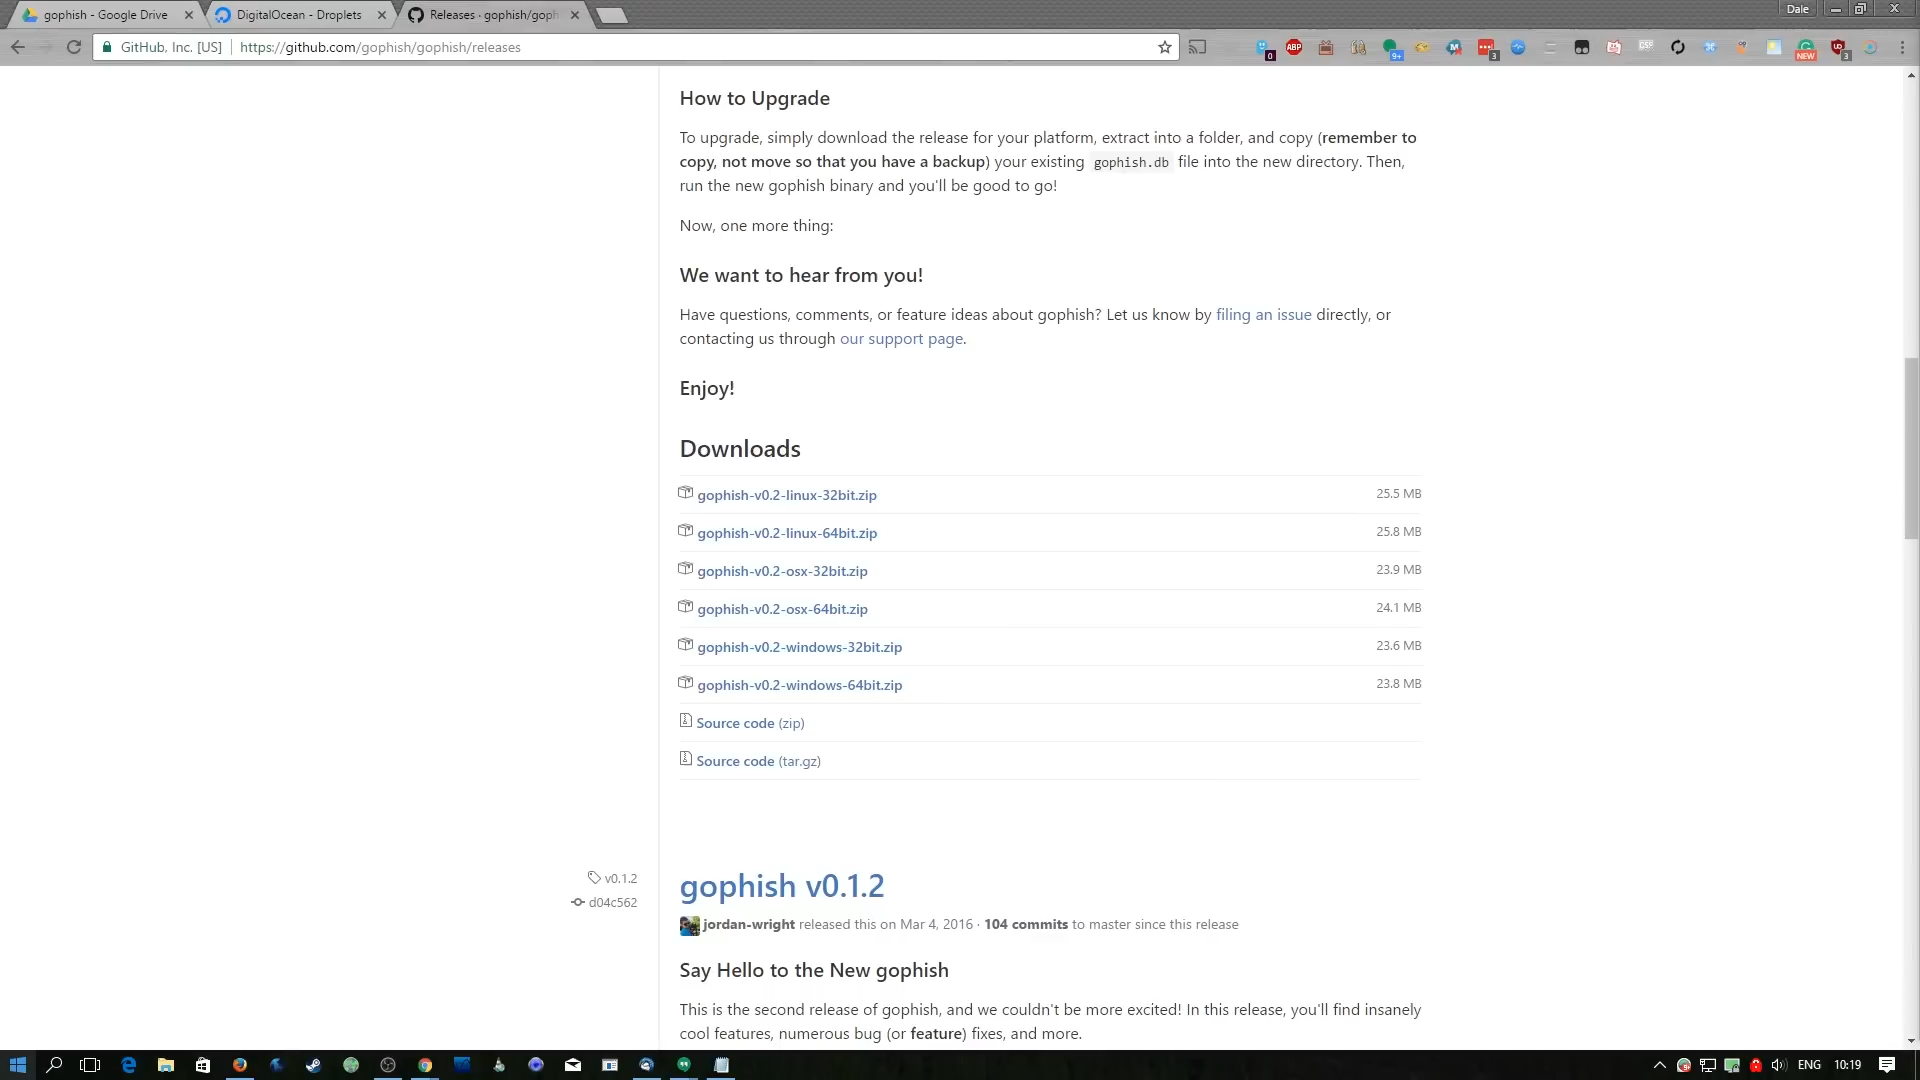 gophish - Google Drive
DigitalOcean - Droplets
Releases · gophish/goph
Dale
GitHub, Inc. [US]
https://github.com/gophish/gophish/releases
How to Upgrade
To upgrade, simply download the release for your platform, extract into a folder, and copy (remember to
copy, not move so that you have a backup) your existing gophish.db file into the new directory. Then,
run the new gophish binary and you'll be good to go!
Now, one more thing:
We want to hear from you!
Have questions, comments, or feature ideas about gophish? Let us know by filing an issue directly, or
contacting us through our support page.
Enjoy!
Downloads
gophish-v0.2-linux-32bit.zip 25.5 MB
gophish-v0.2-linux-64bit.zip 25.8 MB
gophish-v0.2-osx-32bit.zip 23.9 MB
gophish-v0.2-osx-64bit.zip 24.1 MB
gophish-v0.2-windows-32bit.zip 23.6 MB
gophish-v0.2-windows-64bit.zip 23.8 MB
Source code (zip)
Source code (tar.gz)
v0.1.2
d04c562
gophish v0.1.2
jordan-wright released this on Mar 4, 2016 · 104 commits to master since this release
Say Hello to the New gophish
This is the second release of gophish, and we couldn't be more excited! In this release, you'll find insanely
cool features, numerous bug (or feature) fixes, and more.
ENG 10:19